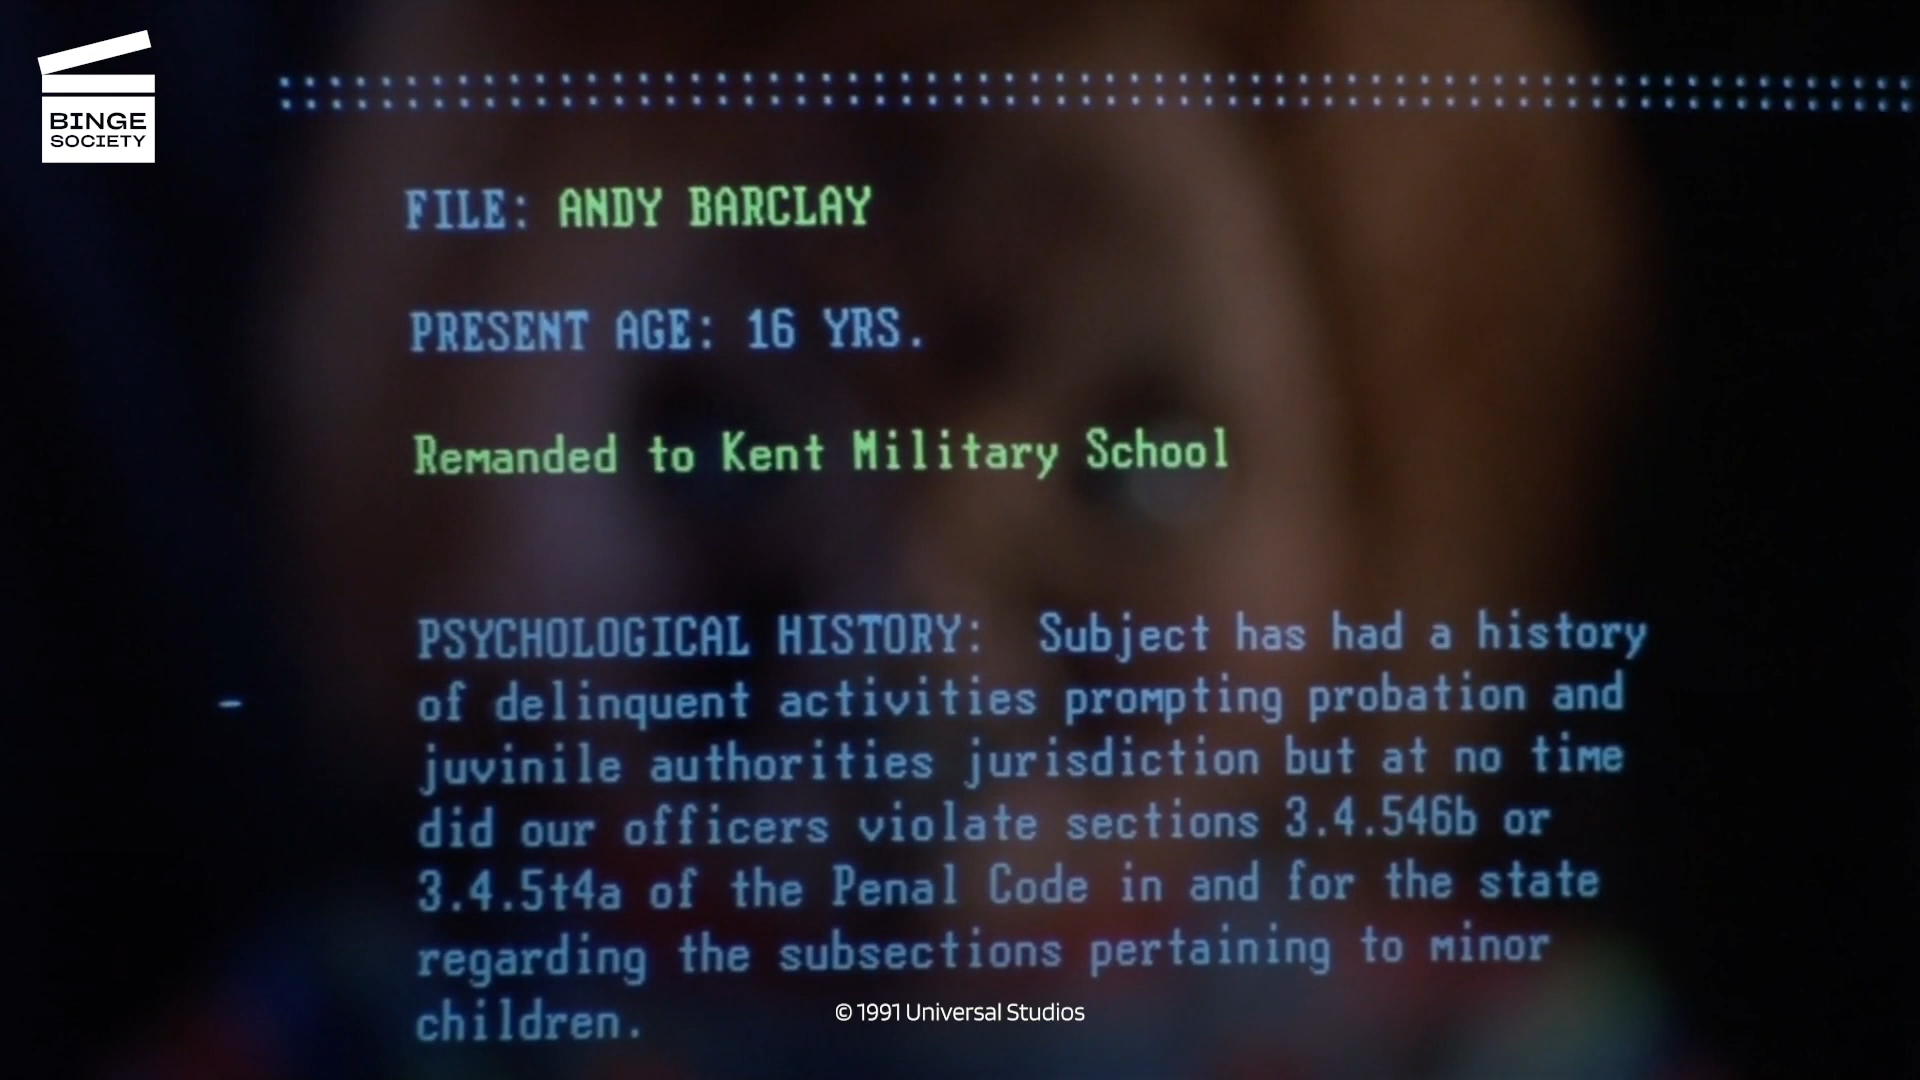 BINGE
SOCIETY
FILE: ANDY BARCLAY
PRESENT AGE: 16 YRS.
Remanded to Kent Military School
PSYCHOLOGICAL HISTORY: Subject has had a history
of delinquent activities prompting probation and
juvinile authorities jurisdiction but at no time
did our officers violate sections 3.4.546b or
3.4.5t4a of the Penal Code in and for the state
regarding the subsections pertaining to minor
children.
© 1991 Universal Studios